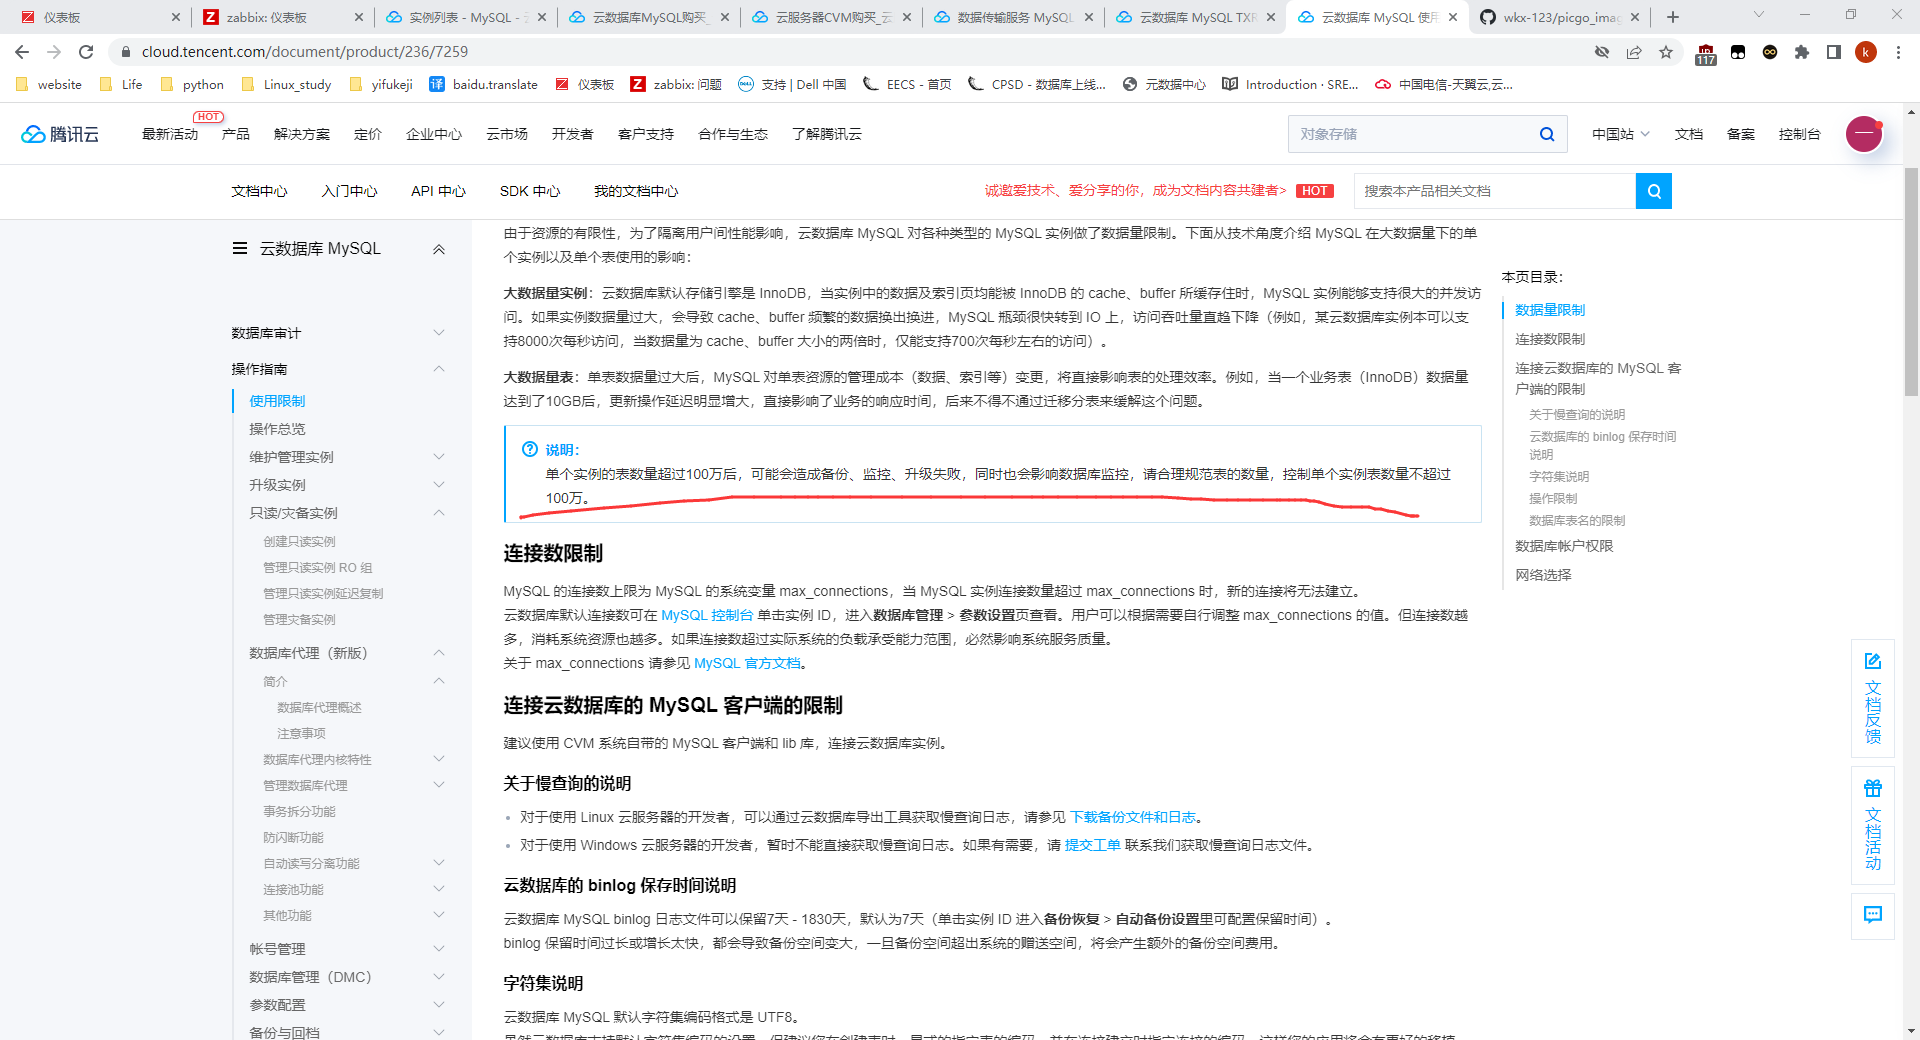 仪表板
zabbix: 仪表板
实例列表 - MySQL -
云数据库MySQL购买_
云服务器CVM购买_云
数据传输服务 MySQL
云数据库 MySQL TXR
云数据库 MySQL 使用
wkx-123/picgo_imag
cloud.tencent.com/document/product/236/7259
117
k
website
Life
python
Linux_study
yifukeji
译 baidu.translate
仪表板
zabbix: 问题
支持 | Dell 中国
EECS - 首页
CPSD - 数据库上线...
元数据中心
Introduction · SRE...
中国电信-天翼云,云...
腾讯云
最新活动
HOT
产品
解决方案
定价
企业中心
云市场
开发者
客户支持
合作与生态
了解腾讯云
对象存储
中国站
文档
备案
控制台
文档中心
入门中心
API 中心
SDK 中心
我的文档中心
诚邀爱技术、爱分享的你，成为文档内容共建者>
HOT
搜索本产品相关文档
云数据库 MySQL
数据库审计
操作指南
使用限制
操作总览
维护管理实例
升级实例
只读/灾备实例
创建只读实例
管理只读实例 RO 组
管理只读实例延迟复制
管理灾备实例
数据库代理（新版）
简介
数据库代理概述
注意事项
数据库代理内核特性
管理数据库代理
事务拆分功能
防闪断功能
自动读写分离功能
连接池功能
其他功能
帐号管理
数据库管理（DMC）
参数配置
备份与回档
由于资源的有限性，为了隔离用户间性能影响，云数据库 MySQL 对各种类型的 MySQL 实例做了数据量限制。下面从技术角度介绍 MySQL 在大数据量下的单
个实例以及单个表使用的影响：
大数据量实例：云数据库默认存储引擎是 InnoDB，当实例中的数据及索引页均能被 InnoDB 的 cache、buffer 所缓存住时，MySQL 实例能够支持很大的并发访
问。如果实例数据量过大，会导致 cache、buffer 频繁的数据换出换进，MySQL 瓶颈很快转到 IO 上，访问吞吐量直趋下降（例如，某云数据库实例本可以支
持8000次每秒访问，当数据量为 cache、buffer 大小的两倍时，仅能支持700次每秒左右的访问）。
大数据量表：单表数据量过大后，MySQL 对单表资源的管理成本（数据、索引等）变更，将直接影响表的处理效率。例如，当一个业务表（InnoDB）数据量
达到了10GB后，更新操作延迟明显增大，直接影响了业务的响应时间，后来不得不通过迁移分表来缓解这个问题。
说明：
单个实例的表数量超过100万后，可能会造成备份、监控、升级失败，同时也会影响数据库监控，请合理规范表的数量，控制单个实例表数量不超过
100万。
连接数限制
MySQL 的连接数上限为 MySQL 的系统变量 max_connections，当 MySQL 实例连接数量超过 max_connections 时，新的连接将无法建立。
云数据库默认连接数可在 MySQL 控制台 单击实例 ID，进入数据库管理 > 参数设置页查看。用户可以根据需要自行调整 max_connections 的值。但连接数越
多，消耗系统资源也越多。如果连接数超过实际系统的负载承受能力范围，必然影响系统服务质量。
关于 max_connections 请参见 MySQL 官方文档。
连接云数据库的 MySQL 客户端的限制
建议使用 CVM 系统自带的 MySQL 客户端和 lib 库，连接云数据库实例。
关于慢查询的说明
对于使用 Linux 云服务器的开发者，可以通过云数据库导出工具获取慢查询日志，请参见 下载备份文件和日志。
对于使用 Windows 云服务器的开发者，暂时不能直接获取慢查询日志。如果有需要，请 提交工单 联系我们获取慢查询日志文件。
云数据库的 binlog 保存时间说明
云数据库 MySQL binlog 日志文件可以保留7天 - 1830天，默认为7天（单击实例 ID 进入备份恢复 > 自动备份设置里可配置保留时间）。
binlog 保留时间过长或增长太快，都会导致备份空间变大，一旦备份空间超出系统的赠送空间，将会产生额外的备份空间费用。
字符集说明
云数据库 MySQL 默认字符集编码格式是 UTF8。
本页目录：
数据量限制
连接数限制
连接云数据库的 MySQL 客
户端的限制
关于慢查询的说明
云数据库的 binlog 保存时间
说明
字符集说明
操作限制
数据库表名的限制
数据库帐户权限
网络选择
文档反馈
文档活动